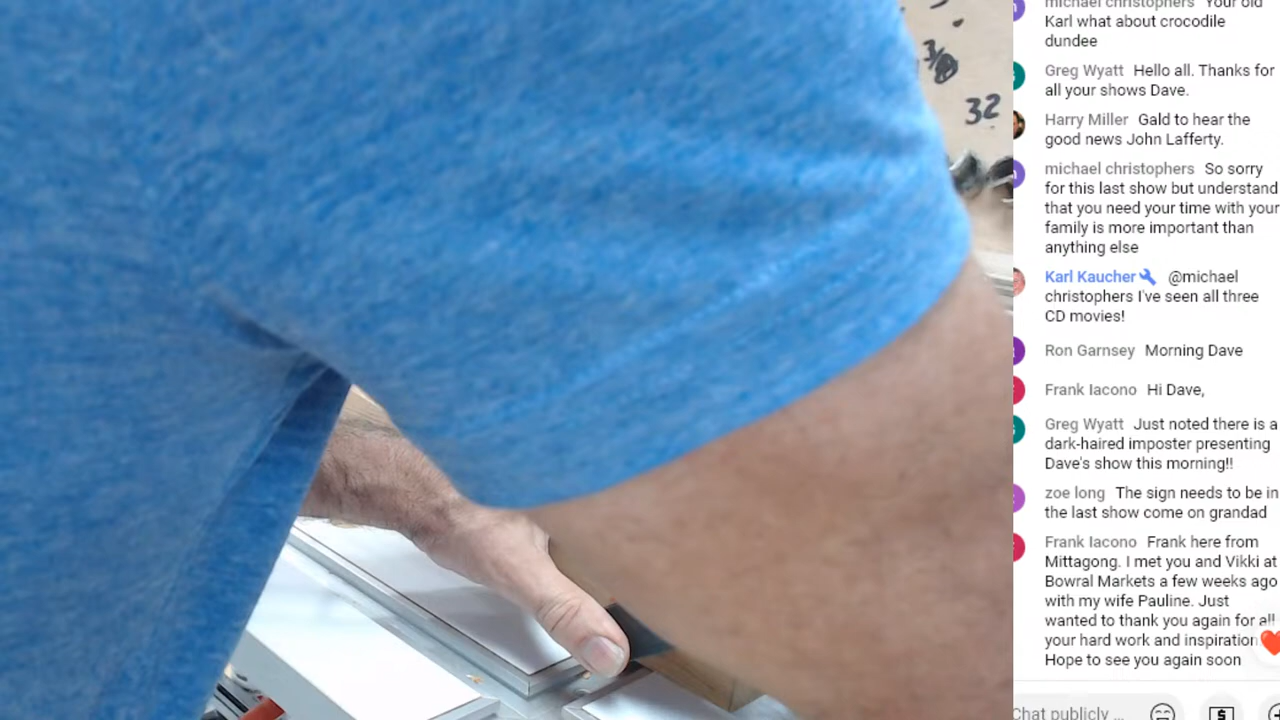 32
michael christophers Your old
Karl what about crocodile
dundee
Greg Wyatt Hello all. Thanks for
all your shows Dave.
Harry Miller Gald to hear the
good news John Lafferty.
michael christophers So sorry
for this last show but understand
that you need your time with your
family is more important than
anything else
Karl Kaucher @michael
christophers I've seen all three
CD movies!
Ron Garnsey Morning Dave
Frank Iacono Hi Dave,
Greg Wyatt Just noted there is a
dark-haired imposter presenting
Dave's show this morning!!
zoe long The sign needs to be in
the last show come on grandad
Frank Iacono Frank here from
Mittagong. I met you and Vikki at
Bowral Markets a few weeks ago
with my wife Pauline. Just
wanted to thank you again for all
your hard work and inspiration
Hope to see you again soon
Chat publicly ...
$